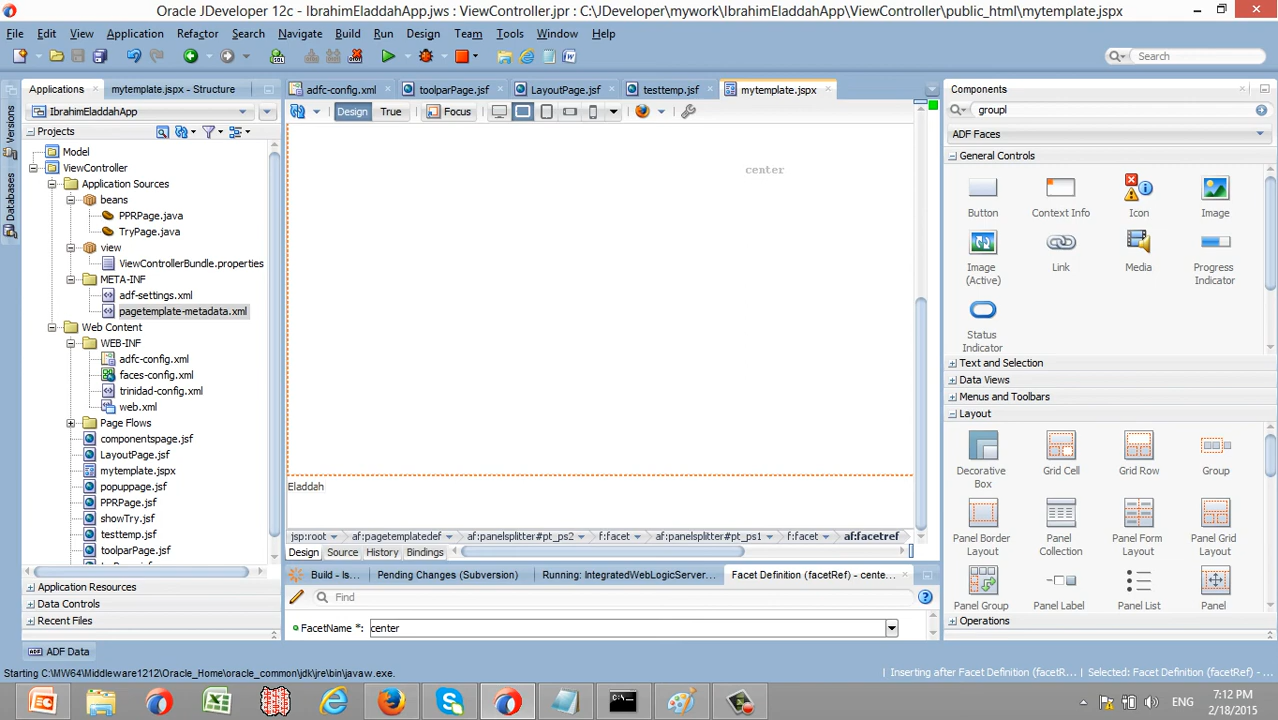 Oracle JDeveloper 12c - IbrahimEladdahApp.jws : ViewController.jpr : C:\JDeveloper\mywork\IbrahimEladdahApp\ViewController\public_html\mytemplate.jspx
File Edit View Application Refactor Search Navigate Build Run Design Team Tools Window Help
Search
Applications mytemplate.jspx - Structure
adfc-config.xml toolparPage.jsf LayoutPage.jsf testtemp.jsf mytemplate.jspx
Components
IbrahimEladdahApp
Design True Focus
groupl
Projects
ADF Faces
Versions
Databases
Model
ViewController
Application Sources
beans
PPRPage.java
TryPage.java
view
ViewControllerBundle.properties
META-INF
adf-settings.xml
pagetemplate-metadata.xml
Web Content
WEB-INF
adfc-config.xml
faces-config.xml
trinidad-config.xml
web.xml
Page Flows
componentspage.jsf
LayoutPage.jsf
mytemplate.jspx
popuppage.jsf
PPRPage.jsf
showTry.jsf
testtemp.jsf
toolparPage.jsf
Application Resources
Data Controls
Recent Files
center
Eladdah
jsp:root af:pagetemplatedef af:panelsplitter#pt_ps2 f:facet af:panelsplitter#pt_ps1 f:facet af:facetref
Design Source History Bindings
Build - Is... Pending Changes (Subversion) Running: IntegratedWebLogicServer... Facet Definition (facetRef) - cente...
Find
FacetName *: center
General Controls
Button Context Info Icon Image
Image (Active) Link Media Progress Indicator
Status Indicator
Text and Selection
Data Views
Menus and Toolbars
Layout
Decorative Box Grid Cell Grid Row Group
Panel Border Layout Panel Collection Panel Form Layout Panel Grid Layout
Panel Group Panel Label Panel List Panel
Operations
ADF Data
Starting C:\MW64\Middleware1212\Oracle_Home\oracle_common\jdk\jre\bin\javaw.exe.
Inserting after Facet Definition (facetR... Selected: Facet Definition (facetRef) - ...
ENG
7:12 PM
2/18/2015